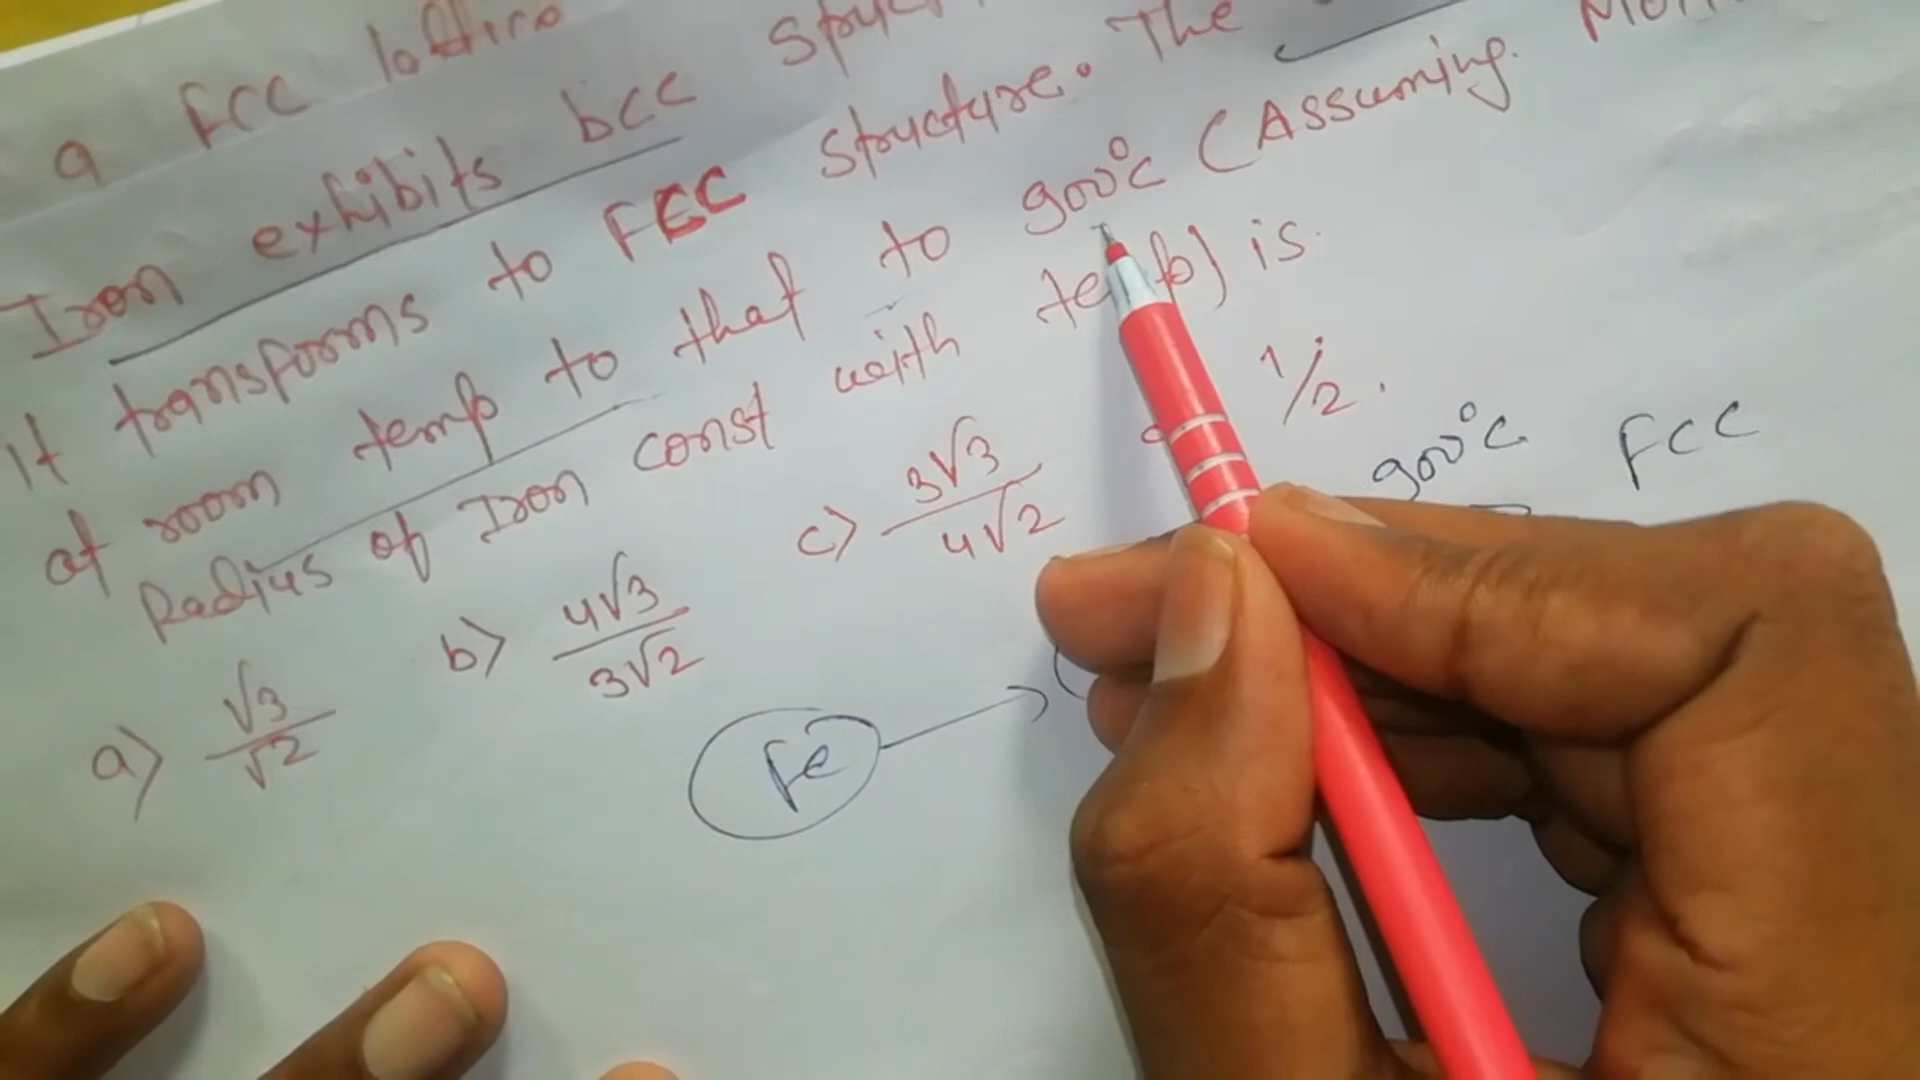 a FCC lattice
Iron exhibits bcc
It transforms to FCC structure. The
at room temp to that to 900°C (Assuming
Radius of Iron const with temp) is.
a) √3/√2 b) 4√3/3√2 c) 3√3/4√2 1/2.
900°C FCC
Fe